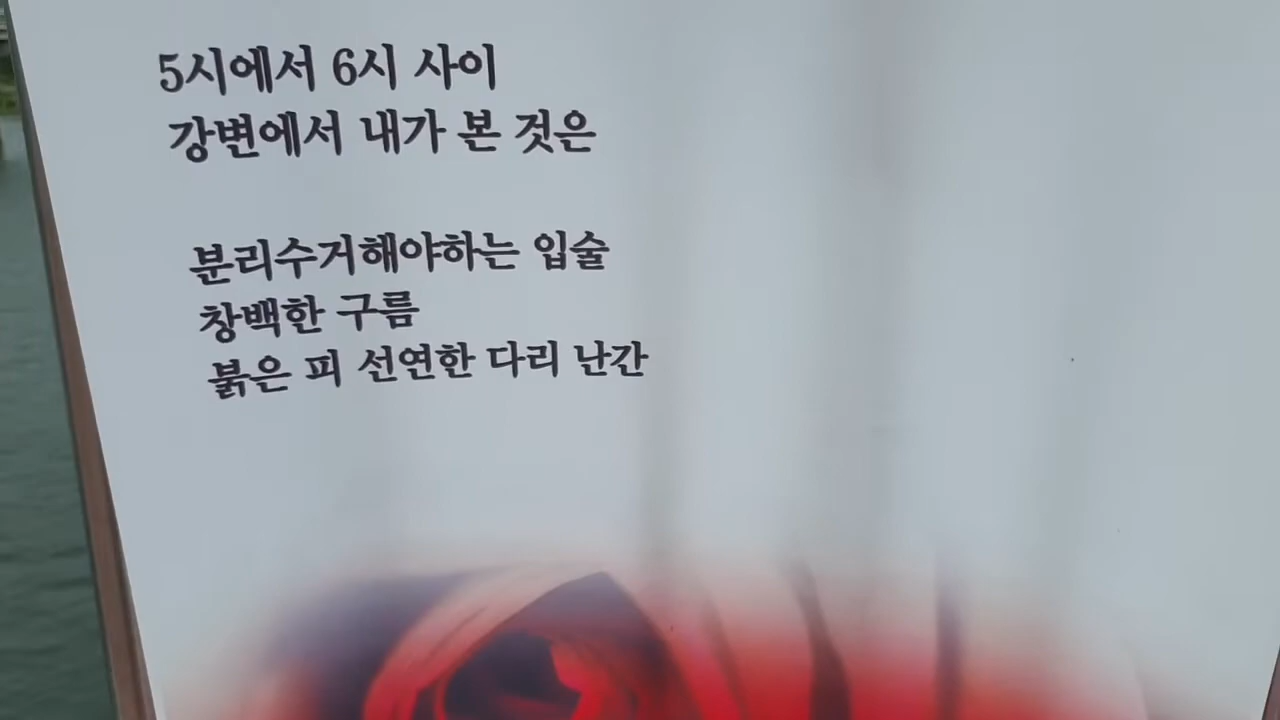 5시에서 6시 사이
강변에서 내가 본 것은
분리수거해야하는 입술
창백한 구름
붉은 피 선연한 다리 난간